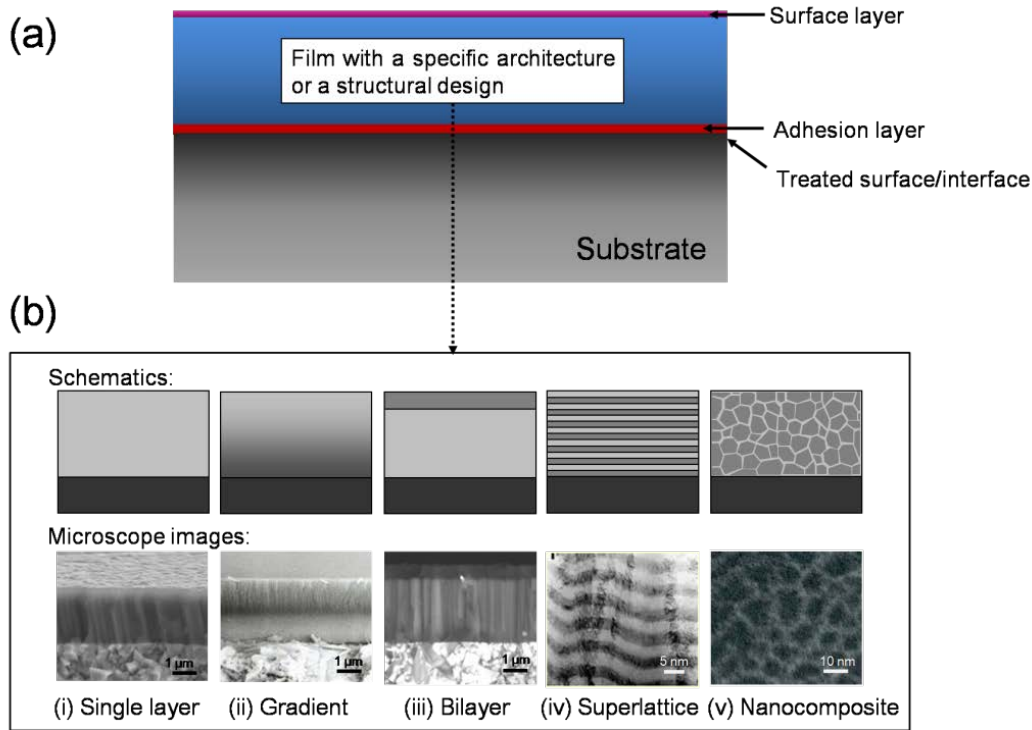 (a)
Surface layer
Film with a specific architecture
or a structural design
Adhesion layer
Treated surface/interface
Substrate
(b)
Schematics:
Microscope images:
1 µm
1 µm
1 µm
5 nm
10 nm
(i) Single layer
(ii) Gradient
(iii) Bilayer
(iv) Superlattice
(v) Nanocomposite